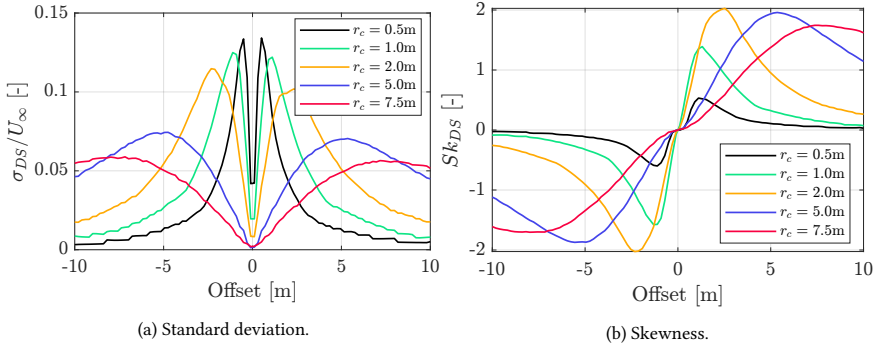 0.15
0.1
0.05
0
σ_DS/U_∞ [-]
-10 -5 0 5 10
Offset [m]
r_c = 0.5m
r_c = 1.0m
r_c = 2.0m
r_c = 5.0m
r_c = 7.5m
(a) Standard deviation.
2
1
0
-1
-2
Sk_DS [-]
-10 -5 0 5 10
Offset [m]
r_c = 0.5m
r_c = 1.0m
r_c = 2.0m
r_c = 5.0m
r_c = 7.5m
(b) Skewness.